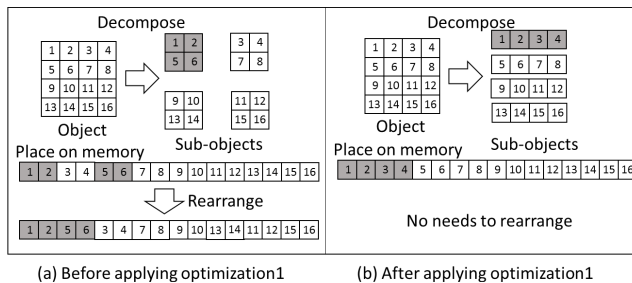 Decompose
1 2 3 4
5 6 7 8
9 10 11 12
13 14 15 16
Object
1 2
5 6
3 4
7 8
9 10
13 14
11 12
15 16
Sub-objects
Place on memory
1 2 3 4 5 6 7 8 9 10 11 12 13 14 15 16
Rearrange
1 2 5 6 3 4 7 8 9 10 13 14 11 12 15 16
(a) Before applying optimization1
Decompose
1 2 3 4
5 6 7 8
9 10 11 12
13 14 15 16
Object
1 2 3 4
5 6 7 8
9 10 11 12
13 14 15 16
Sub-objects
Place on memory
1 2 3 4 5 6 7 8 9 10 11 12 13 14 15 16
No needs to rearrange
(b) After applying optimization1